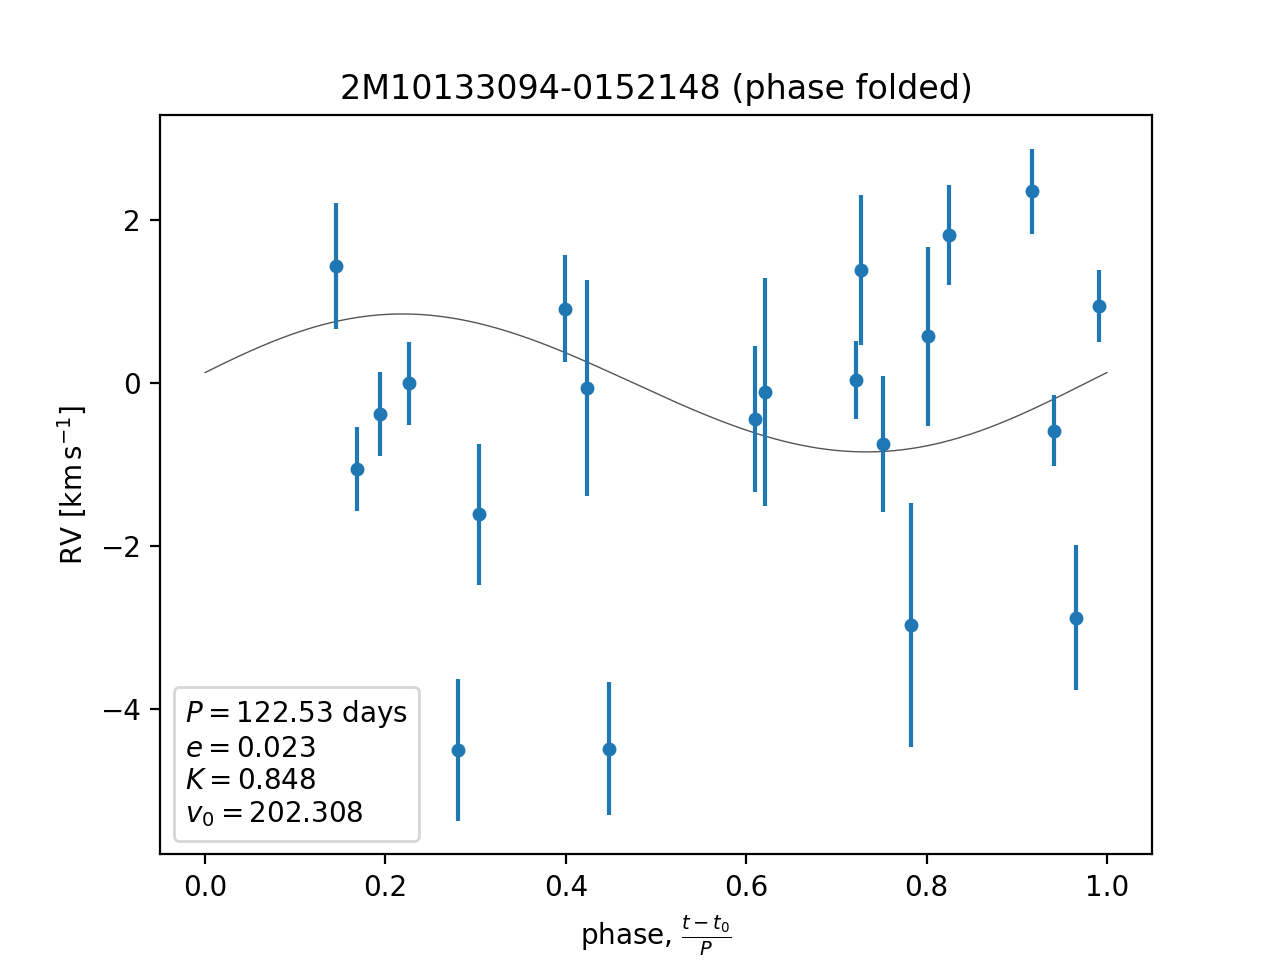 2M10133094-0152148 (phase folded)
RV [km s⁻¹]
2
0
−2
−4
P = 122.53 days
e = 0.023
K = 0.848
v₀ = 202.308
0.0 0.2 0.4 0.6 0.8 1.0
phase, (t − t₀)/P